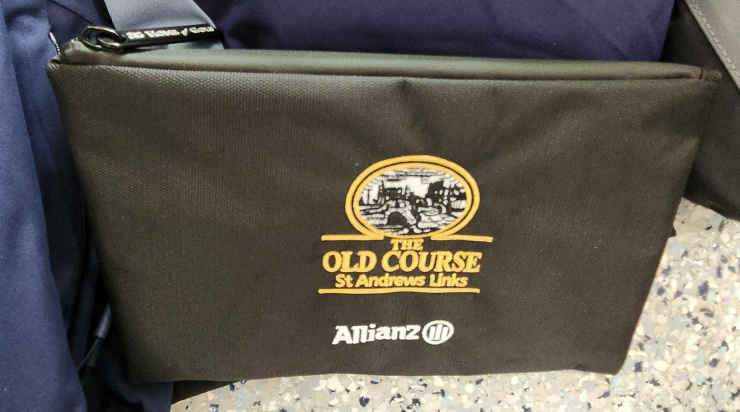 THE
OLD COURSE
St Andrews Links
Allianz